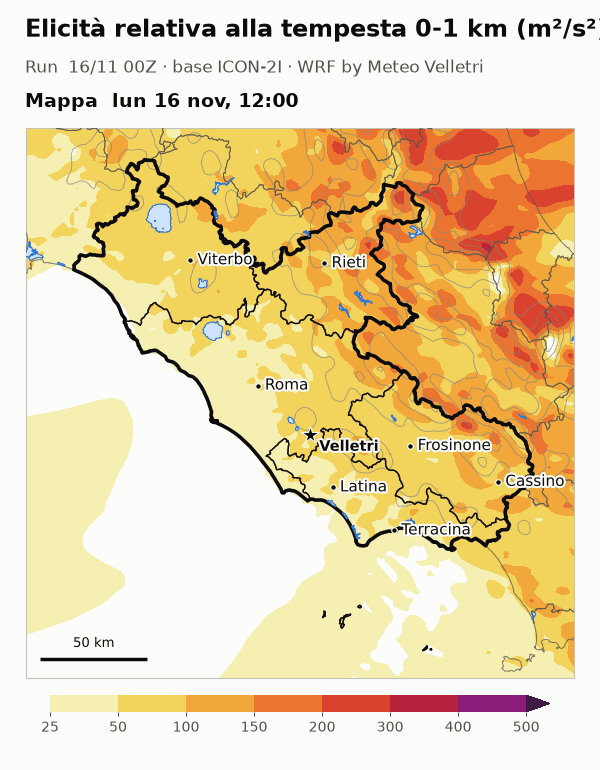 Elicità relativa alla tempesta 0-1 km (m²/s²)
Run 16/11 00Z · base ICON-2I · WRF by Meteo Velletri
Mappa lun 16 nov, 12:00
Viterbo
Rieti
Roma
Velletri
Frosinone
Cassino
Latina
Terracina
50 km
25 50 100 150 200 300 400 500